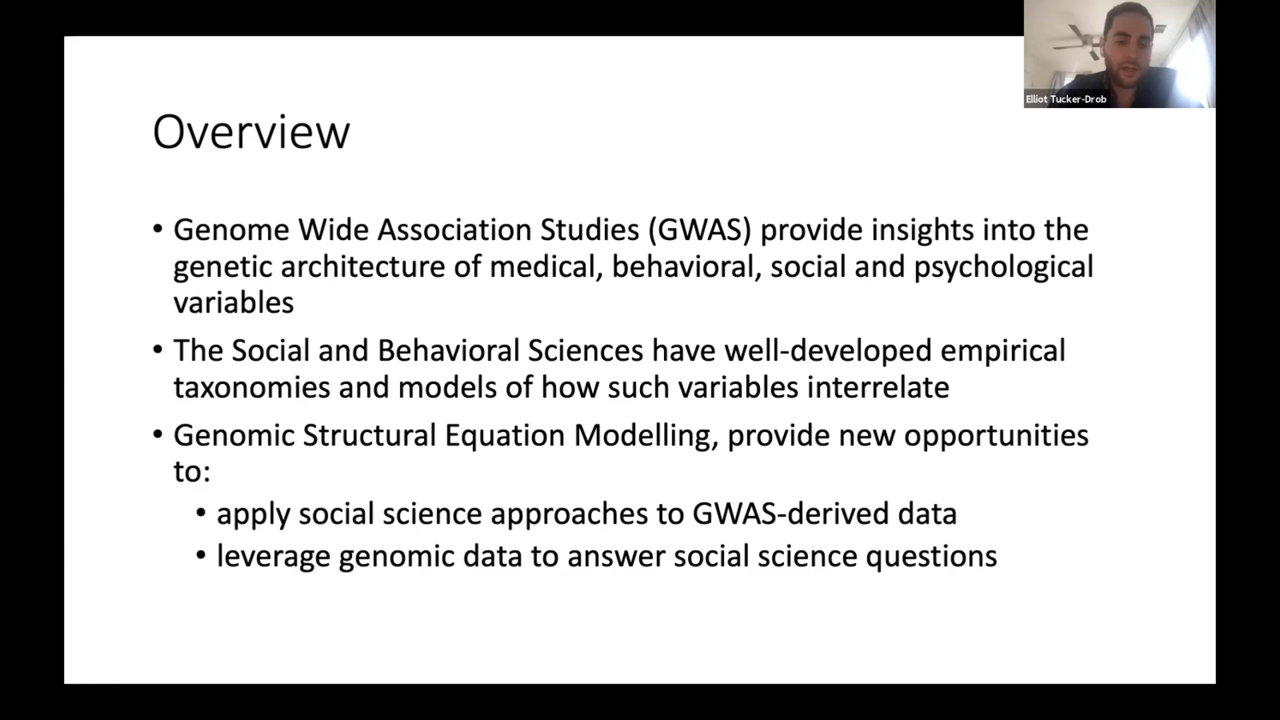 Elliot Tucker-Drob
Overview
• Genome Wide Association Studies (GWAS) provide insights into the
genetic architecture of medical, behavioral, social and psychological
variables
• The Social and Behavioral Sciences have well-developed empirical
taxonomies and models of how such variables interrelate
• Genomic Structural Equation Modelling, provide new opportunities
to:
• apply social science approaches to GWAS-derived data
• leverage genomic data to answer social science questions